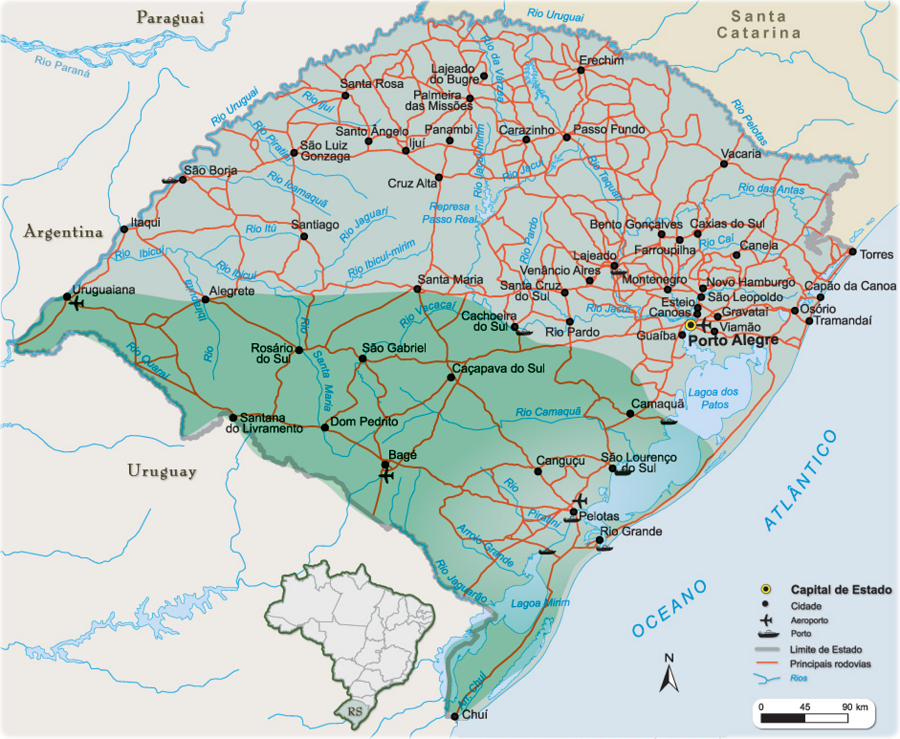 Paraguai
Santa
Catarina
Rio Uruguai
Rio Paraná
Rio da Várzea
Erechim
Lajeado
do Bugre
Santa Rosa
Palmeira
das Missões
Rio Uruguai
Rio Ijuí
Rio Pelotas
Rio Piratini
Santo Ângelo
Panambi
Carazinho
Passo Fundo
Ijuí
São Luiz
Gonzaga
Rio Jacuí-mirim
Vacaria
São Borja
Rio Jacuí
Rio Taquari
Cruz Alta
Rio Icamaquã
Rio das Antas
Represa
Passo Real
Rio Jaguari
Itaqui
Santiago
Rio Itú
Rio Pardo
Bento Gonçalves
Caxias do Sul
Argentina
Farroupilha
Rio Caí
Canela
Torres
Rio Ibicuí
Rio Ibicuí
Rio Ibicuí-mirim
Lajeado
Venâncio Aires
Montenegro
Novo Hamburgo
Capão da Canoa
Uruguaiana
Alegrete
Santa Maria
Santa Cruz
do Sul
São Leopoldo
Esteio
Canoas
Gravataí
Osório
Tramandaí
Rio Ibirapuitã
Rio Vacacaí
Cachoeira
do Sul
Rio Jacuí
Rio Pardo
Guaíba
Viamão
Porto Alegre
Rio Quaraí
Rosário
do Sul
Rio Santa Maria
São Gabriel
Caçapava do Sul
Lagoa dos
Patos
Camaquã
Rio Camaquã
Santana
do Livramento
Dom Pedrito
Uruguay
Bagé
Canguçu
São Lourenço
do Sul
Rio Piratini
Pelotas
Rio Grande
Arroio Grande
Rio Jaguarão
Lagoa Mirim
OCEANO ATLÂNTICO
Arr. Chuí
Chuí
RS
N
Capital de Estado
Cidade
Aeroporto
Porto
Limite de Estado
Principais rodovias
Rios
0 45 90 km